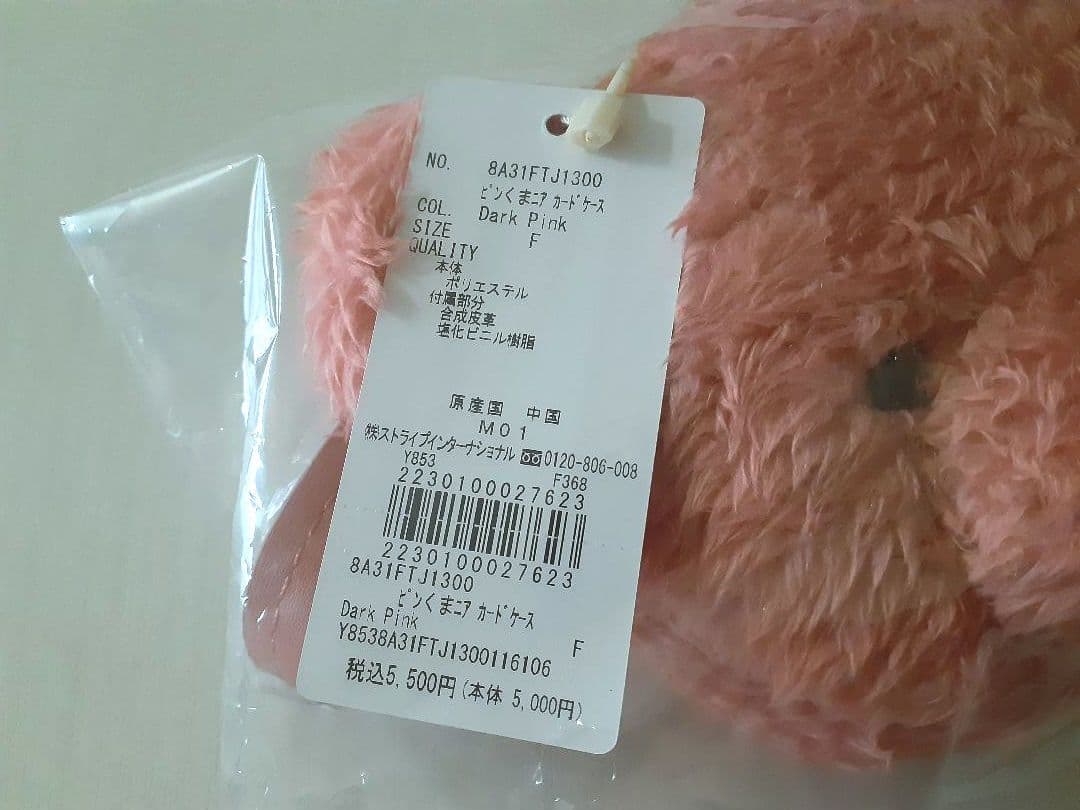 NO. 8A31FTJ1300
ピンくまニア カードケース
COL. Dark Pink
SIZE F
QUALITY
本体
ポリエステル
付属部分
合成皮革
塩化ビニル樹脂
原産国 中国
M01
㈱ストライプインターナショナル 0120-806-008
Y853 F368
2230100027623
2230100027623
8A31FTJ1300
ピンくまニア カードケース
Dark Pink F
Y8538A31FTJ1300116106
税込5,500円(本体 5,000円)